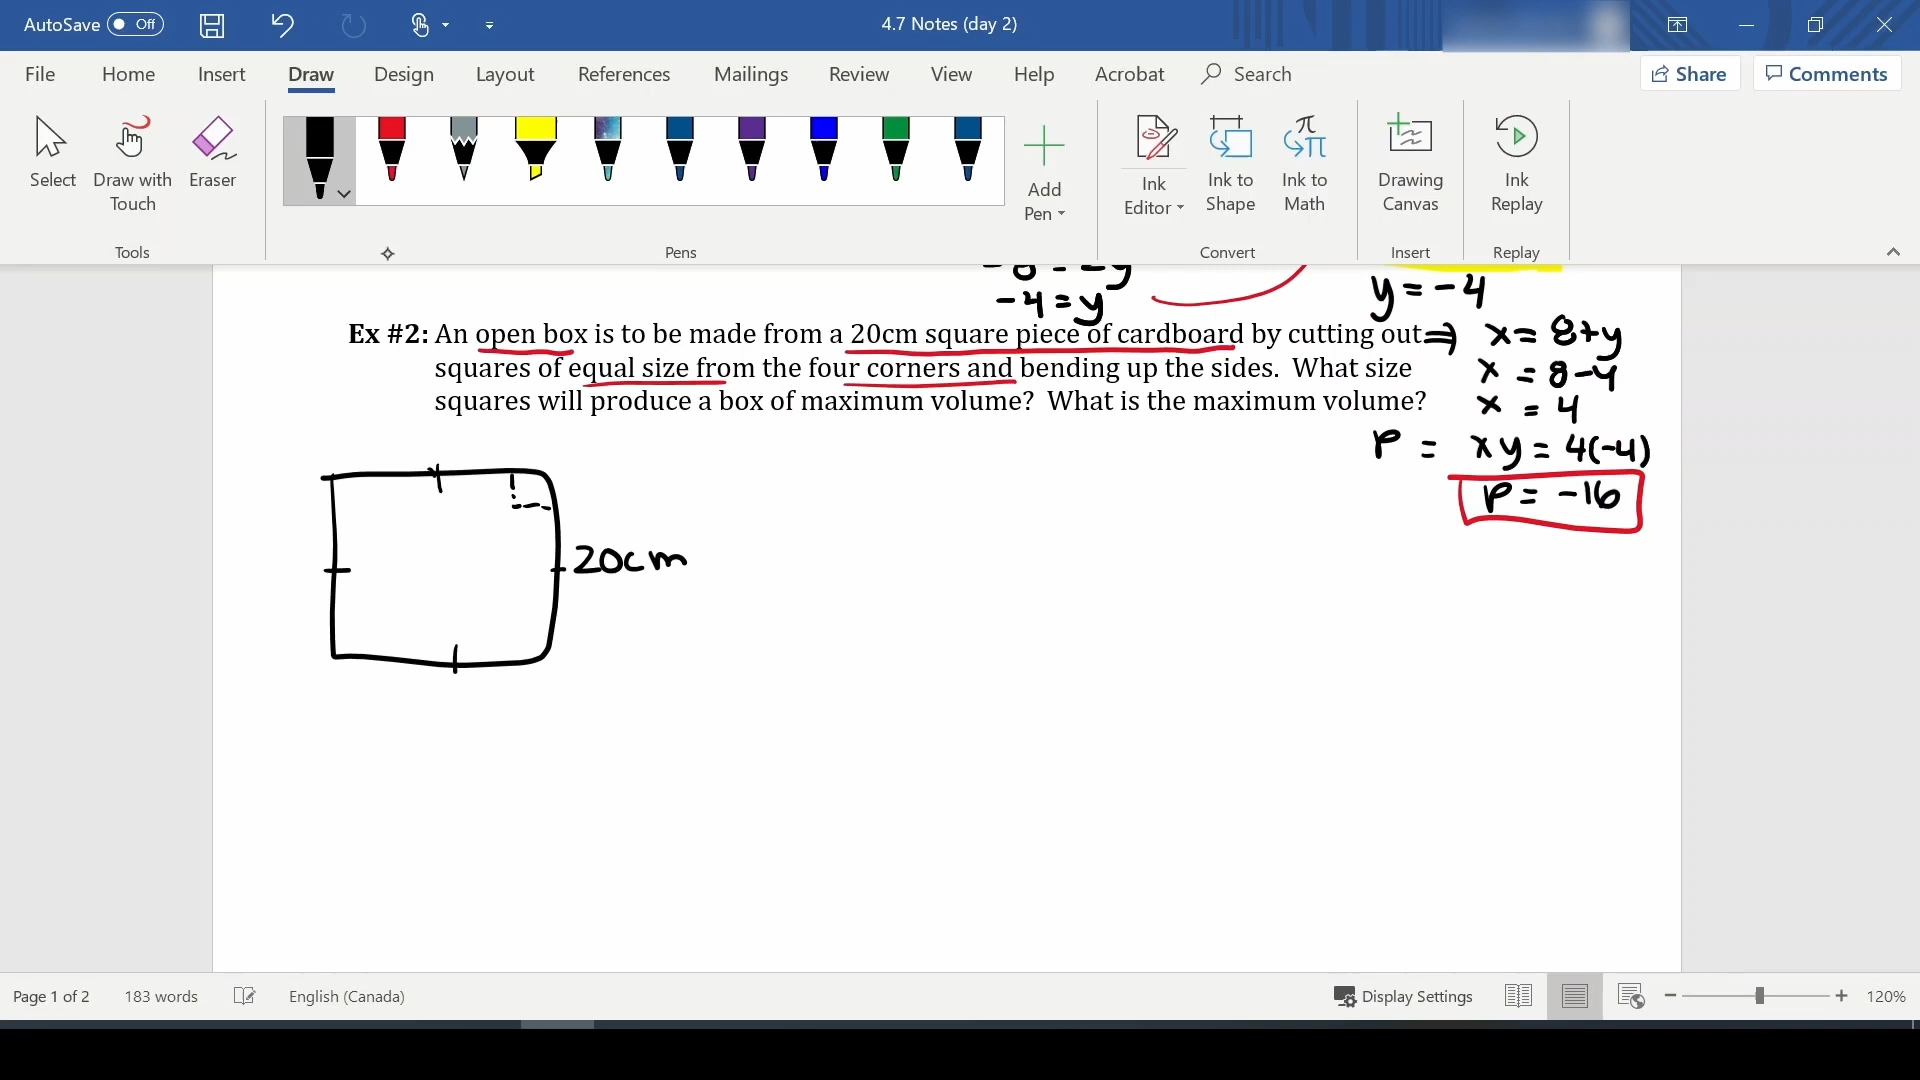 AutoSave Off
4.7 Notes (day 2)
File Home Insert Draw Design Layout References Mailings Review View Help Acrobat Search Share Comments
Select
Draw with Touch
Eraser
Add Pen
Ink Editor
Ink to Shape
Ink to Math
Drawing Canvas
Ink Replay
Tools Pens Convert Insert Replay
-8 = 2y
-4 = y
y = -4
Ex #2: An open box is to be made from a 20cm square piece of cardboard by cutting out
squares of equal size from the four corners and bending up the sides. What size
squares will produce a box of maximum volume? What is the maximum volume?
⇒ x = 8+y
x = 8-4
x = 4
P = xy = 4(-4)
P = -16
20cm
Page 1 of 2 183 words English (Canada) Display Settings 120%